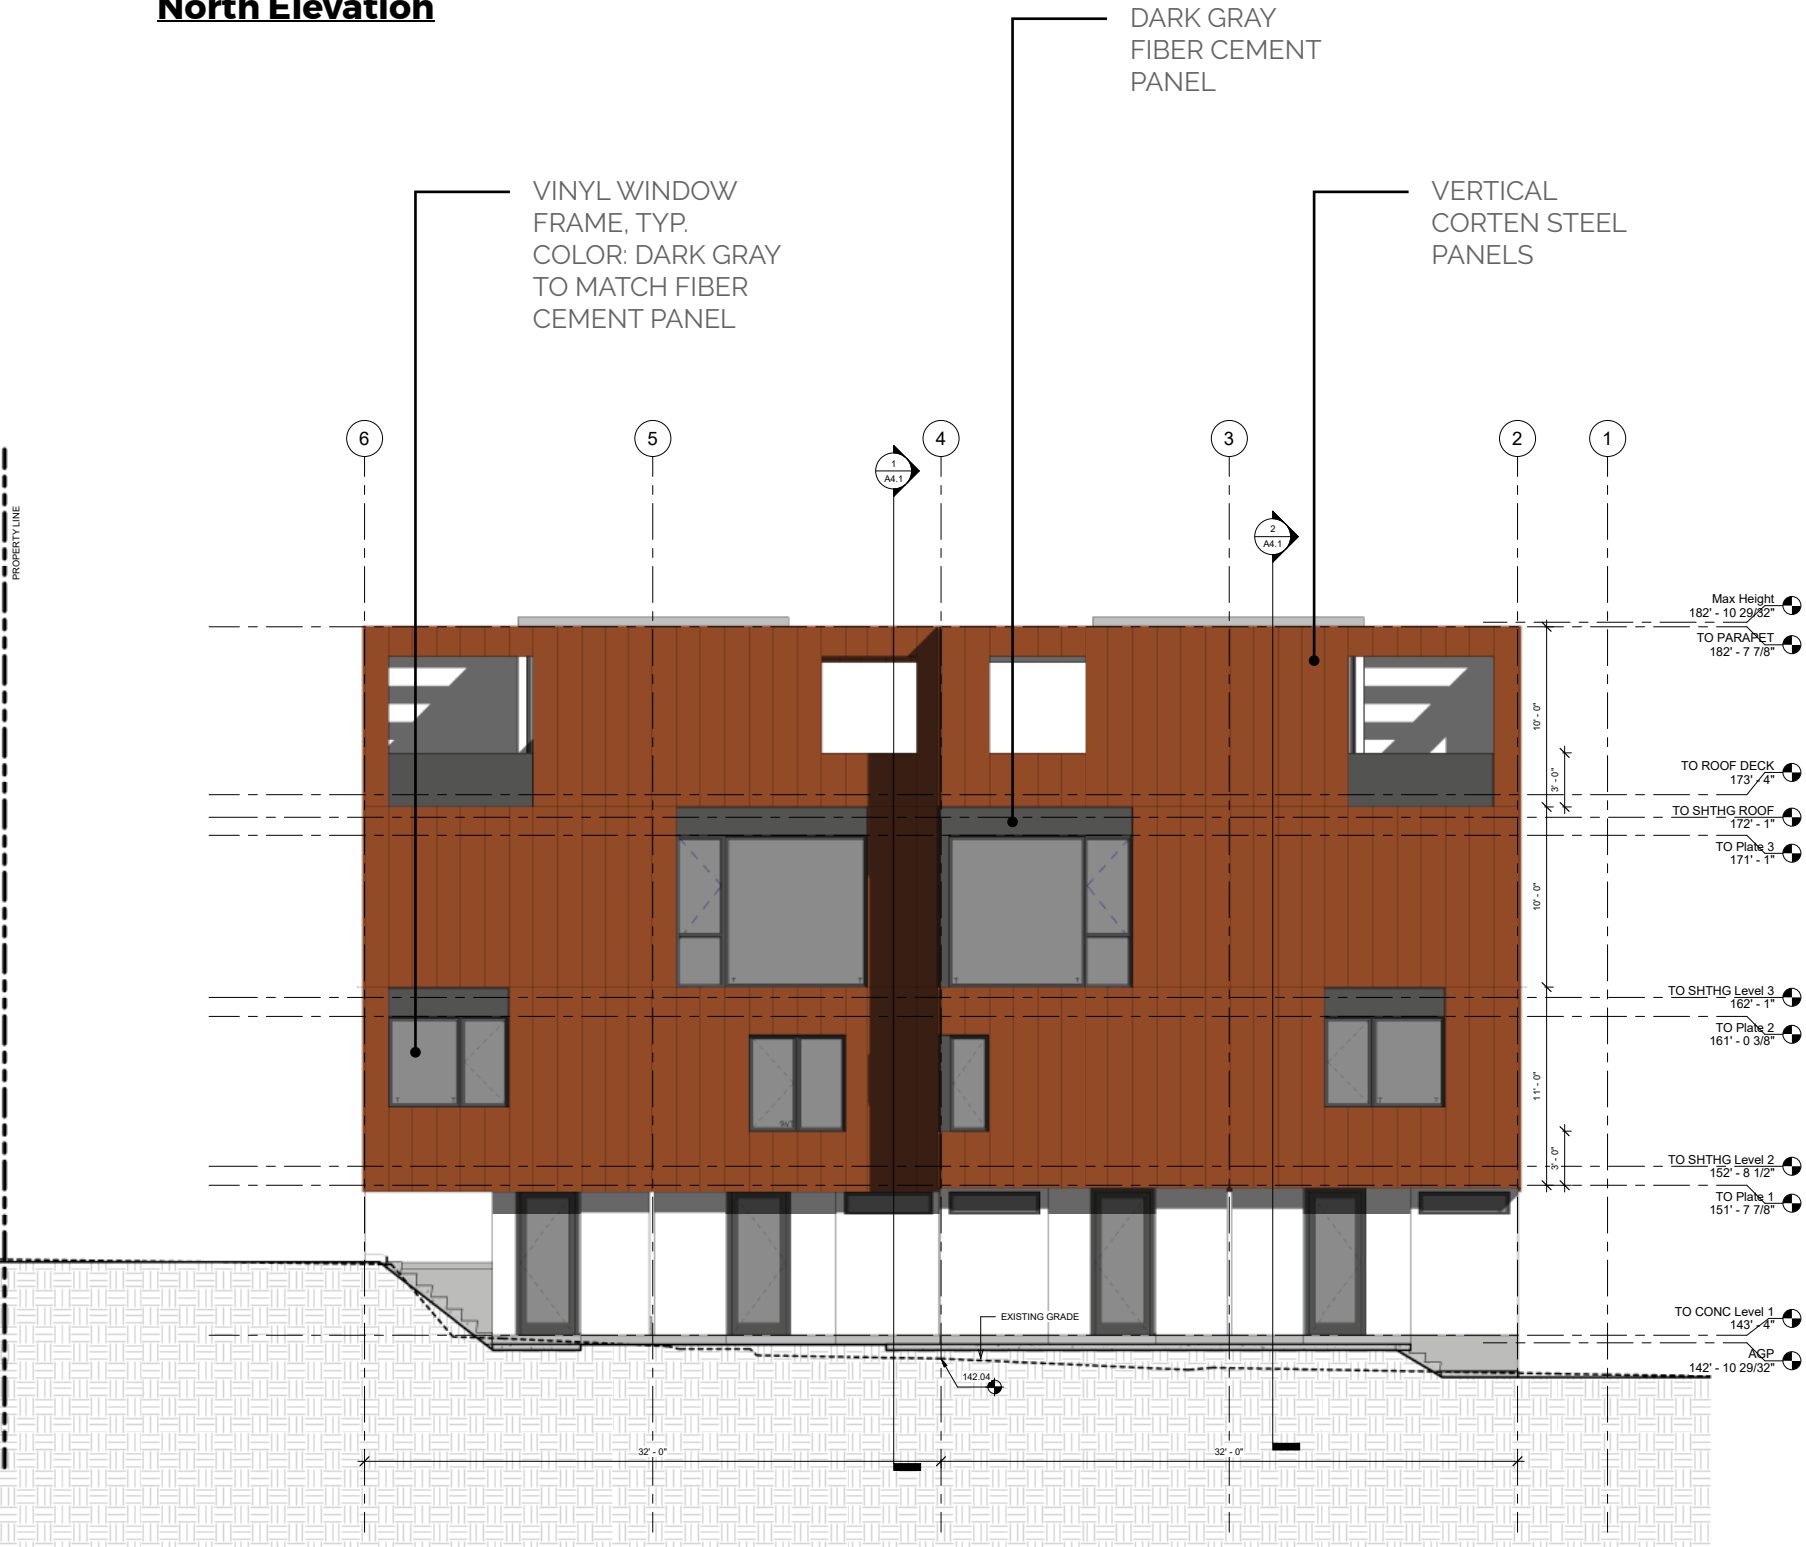 North Elevation
DARK GRAY
FIBER CEMENT
PANEL
VINYL WINDOW
FRAME, TYP.
COLOR: DARK GRAY
TO MATCH FIBER
CEMENT PANEL
VERTICAL
CORTEN STEEL
PANELS
6
5
4
3
2
1
1
A4.1
2
A4.1
PROPERTY LINE
Max Height
182' - 10 29/32"
TO PARAPET
182' - 7 7/8"
10' - 0"
TO ROOF DECK
173' - 4"
3' - 0"
TO SHTHG ROOF
172' - 1"
TO Plate 3
171' - 1"
10' - 0"
TO SHTHG Level 3
162' - 1"
TO Plate 2
161' - 0 3/8"
11' - 0"
TO SHTHG Level 2
152' - 8 1/2"
3' - 0"
TO Plate 1
151' - 7 7/8"
EXISTING GRADE
TO CONC Level 1
143' - 4"
AGP
142' - 10 29/32"
142.04
32' - 0"
32' - 0"